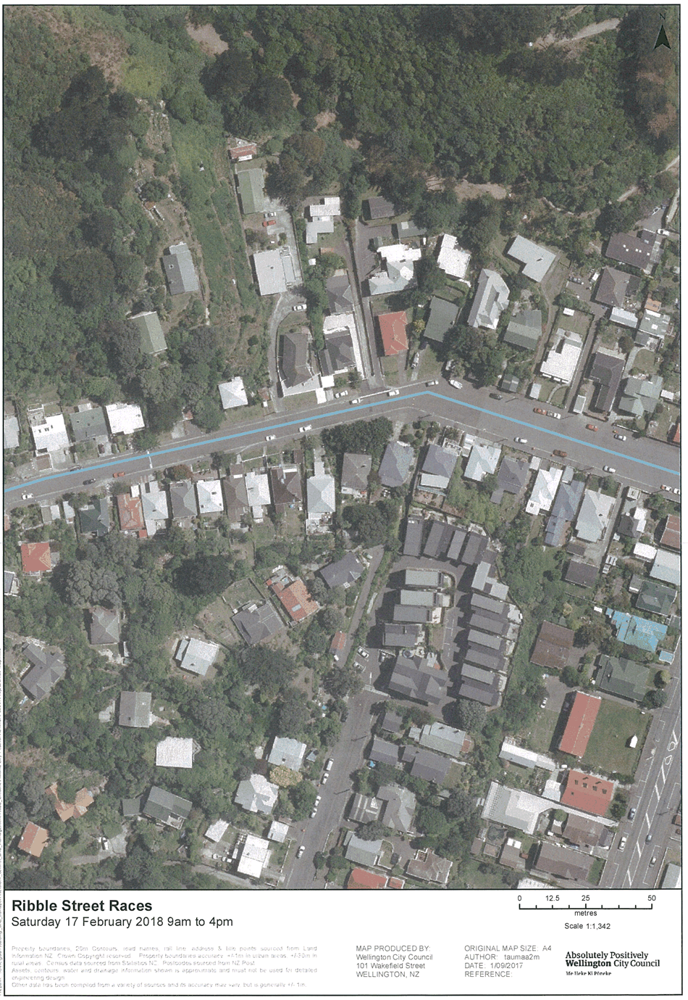 N
Ribble Street Races
Saturday 17 February 2018 9am to 4pm
0 12.5 25 50
metres
Scale 1:1,342
Property boundaries, 20m Contours, road names, rail line, address & title points sourced from Land
Information NZ. Crown Copyright reserved. Property boundaries accuracy: +/-1m in urban areas, +/-30m in
rural areas. Census data sourced from Statistics NZ. Postcodes sourced from NZ Post.
Assets, contours, water and drainage information shown is approximate and must not be used for detailed
engineering design.
Other data has been compiled from a variety of sources and its accuracy may vary, but is generally +/- 1m.
MAP PRODUCED BY:
Wellington City Council
101 Wakefield Street
WELLINGTON, NZ
ORIGINAL MAP SIZE: A4
AUTHOR: taumaa2m
DATE: 1/09/2017
REFERENCE:
Absolutely Positively
Wellington City Council
Me Heke Ki Pōneke